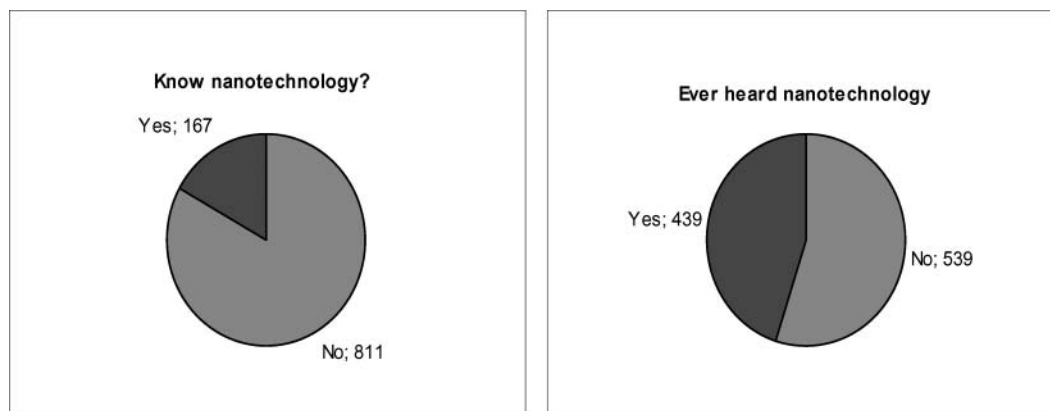 Know nanotechnology?
Yes; 167
No; 811
Ever heard nanotechnology
Yes; 439
No; 539